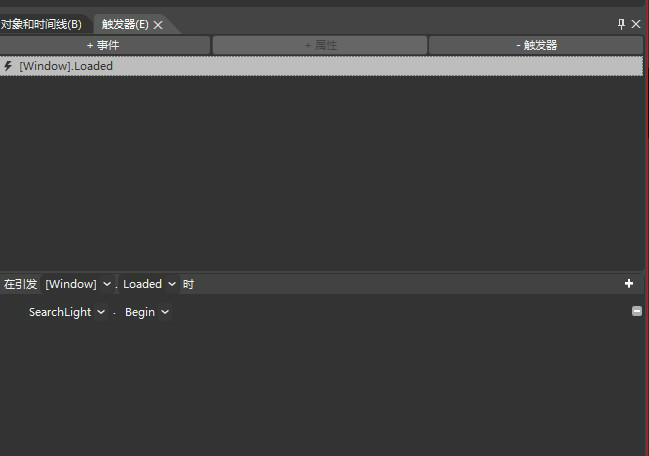 对象和时间线(B) 触发器(E)
+ 事件 + 属性 - 触发器
[Window].Loaded
在引发 [Window] . Loaded 时
SearchLight . Begin